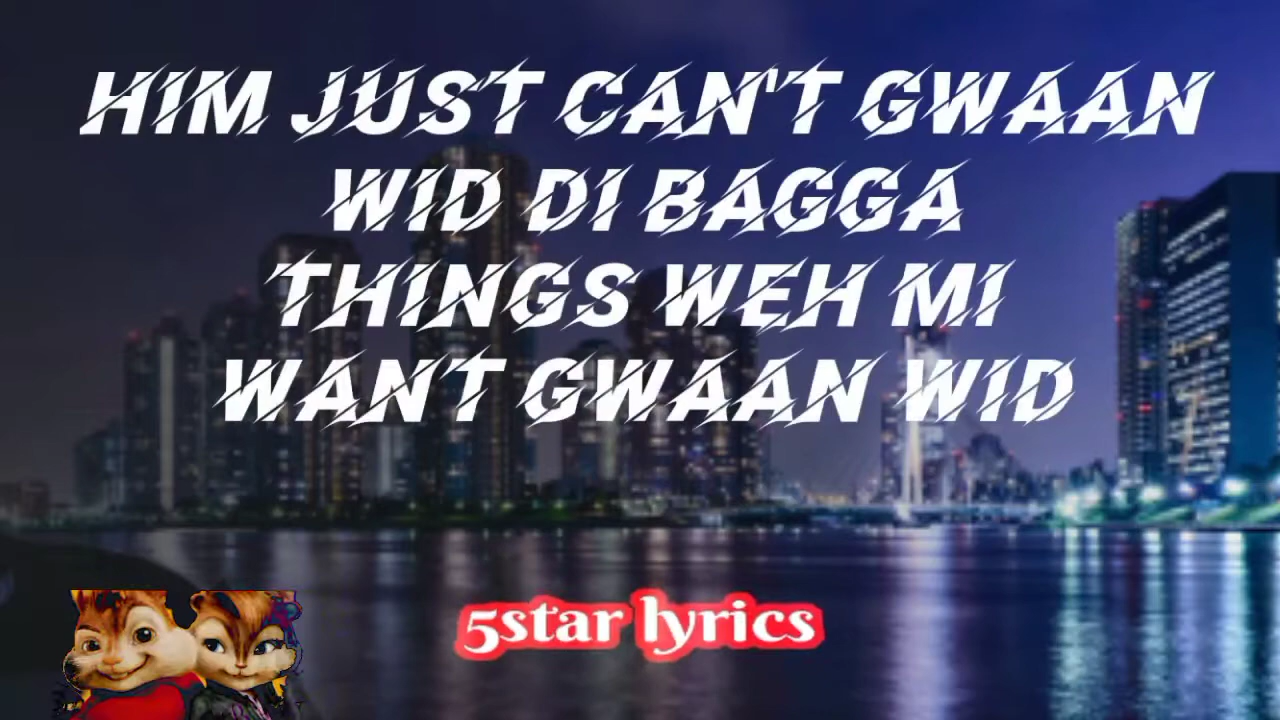 HIM JUST CAN'T GWAAN
WID DI BAGGA
THINGS WEH MI
WANT GWAAN WID
5star lyrics